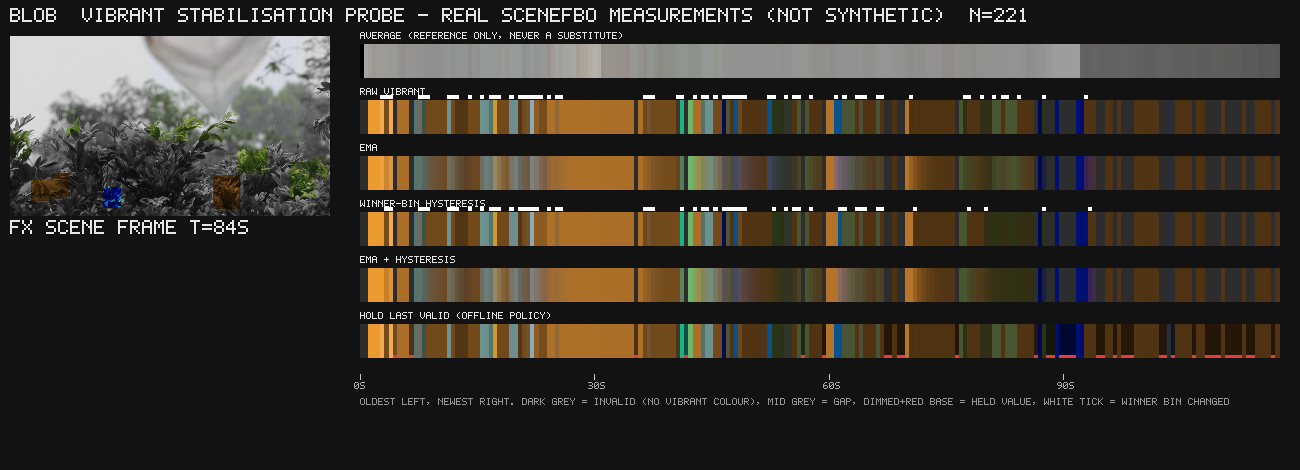 BLOB  VIBRANT STABILISATION PROBE - REAL SCENEFBO MEASUREMENTS (NOT SYNTHETIC)  N=221
AVERAGE (REFERENCE ONLY, NEVER A SUBSTITUTE)
RAW VIBRANT
EMA
WINNER-BIN HYSTERESIS
FX SCENE FRAME T=84S
EMA + HYSTERESIS
HOLD LAST VALID (OFFLINE POLICY)
0S 30S 60S 90S
OLDEST LEFT, NEWEST RIGHT. DARK GREY = INVALID (NO VIBRANT COLOUR), MID GREY = GAP, DIMMED+RED BASE = HELD VALUE, WHITE TICK = WINNER BIN CHANGED